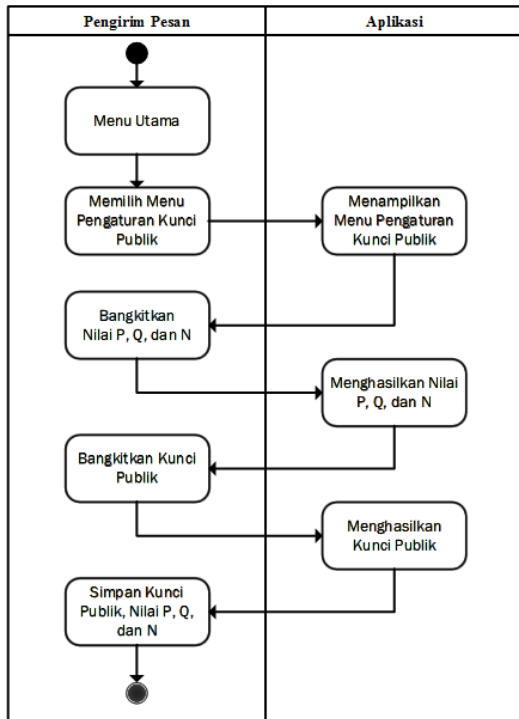 Pengirim Pesan
Aplikasi
Menu Utama
Memilih Menu
Pengaturan Kunci
Publik
Menampilkan
Menu Pengaturan
Kunci Publik
Bangkitkan
Nilai P, Q, dan N
Menghasilkan Nilai
P, Q, dan N
Bangkitkan Kunci
Publik
Menghasilkan
Kunci Publik
Simpan Kunci
Publik, Nilai P, Q,
dan N